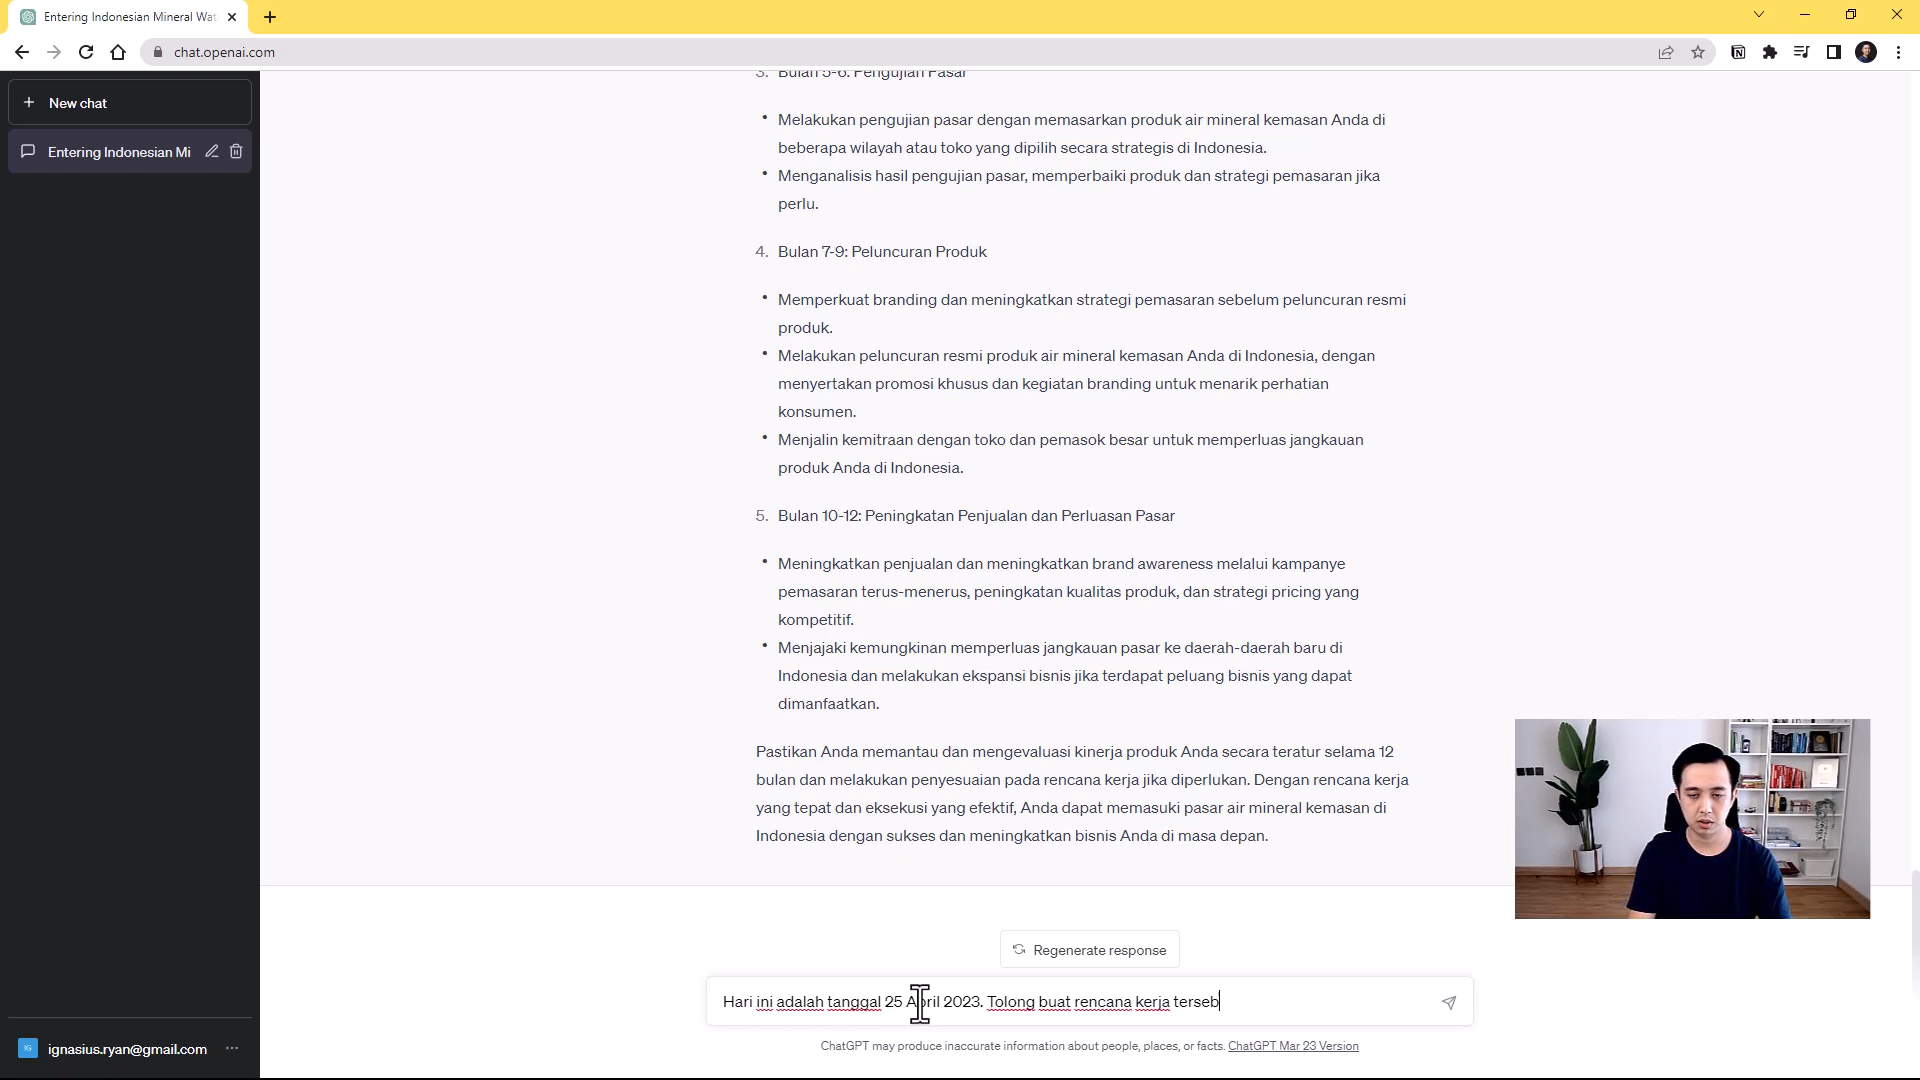 Entering Indonesian Mineral Wat
chat.openai.com
New chat
Entering Indonesian Mi
3. Bulan 5-6: Pengujian Pasar
• Melakukan pengujian pasar dengan memasarkan produk air mineral kemasan Anda di
beberapa wilayah atau toko yang dipilih secara strategis di Indonesia.
• Menganalisis hasil pengujian pasar, memperbaiki produk dan strategi pemasaran jika
perlu.
4. Bulan 7-9: Peluncuran Produk
• Memperkuat branding dan meningkatkan strategi pemasaran sebelum peluncuran resmi
produk.
• Melakukan peluncuran resmi produk air mineral kemasan Anda di Indonesia, dengan
menyertakan promosi khusus dan kegiatan branding untuk menarik perhatian
konsumen.
• Menjalin kemitraan dengan toko dan pemasok besar untuk memperluas jangkauan
produk Anda di Indonesia.
5. Bulan 10-12: Peningkatan Penjualan dan Perluasan Pasar
• Meningkatkan penjualan dan meningkatkan brand awareness melalui kampanye
pemasaran terus-menerus, peningkatan kualitas produk, dan strategi pricing yang
kompetitif.
• Menjajaki kemungkinan memperluas jangkauan pasar ke daerah-daerah baru di
Indonesia dan melakukan ekspansi bisnis jika terdapat peluang bisnis yang dapat
dimanfaatkan.
Pastikan Anda memantau dan mengevaluasi kinerja produk Anda secara teratur selama 12
bulan dan melakukan penyesuaian pada rencana kerja jika diperlukan. Dengan rencana kerja
yang tepat dan eksekusi yang efektif, Anda dapat memasuki pasar air mineral kemasan di
Indonesia dengan sukses dan meningkatkan bisnis Anda di masa depan.
Regenerate response
Hari ini adalah tanggal 25 April 2023. Tolong buat rencana kerja terseb
ChatGPT may produce inaccurate information about people, places, or facts. ChatGPT Mar 23 Version
IG ignasius.ryan@gmail.com